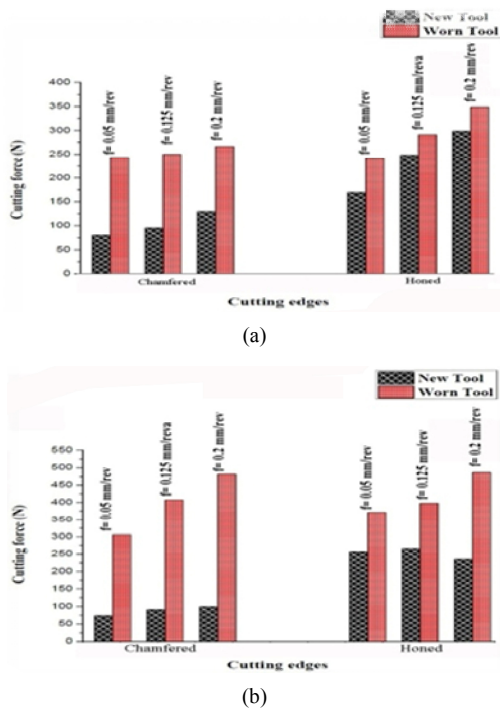 New Tool
Worn Tool
400
350
300
250
200
150
100
50
0
Cutting force (N)
f= 0.05 mm/rev
f= 0.125 mm/rev
f= 0.2 mm/rev
f= 0.05 mm/rev
f= 0.125 mm/reva
f= 0.2 mm/rev
Chamfered
Honed
Cutting edges
(a)
New Tool
Worn Tool
550
500
450
400
350
300
250
200
150
100
50
0
Cutting force (N)
f= 0.05 mm/rev
f= 0.125 mm/reva
f= 0.2 mm/rev
f= 0.05 mm/rev
f= 0.125 mm/rev
f= 0.2 mm/rev
Chamfered
Honed
Cutting edges
(b)